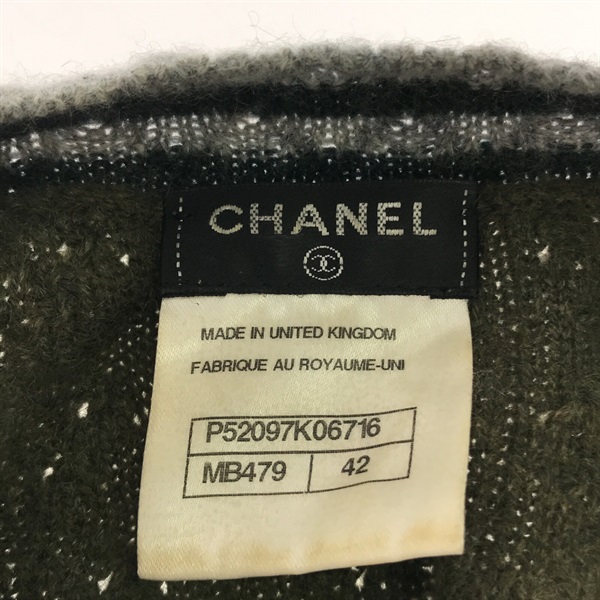 CHANEL
MADE IN UNITED KINGDOM
FABRIQUE AU ROYAUME-UNI
P52097K06716
MB479 42